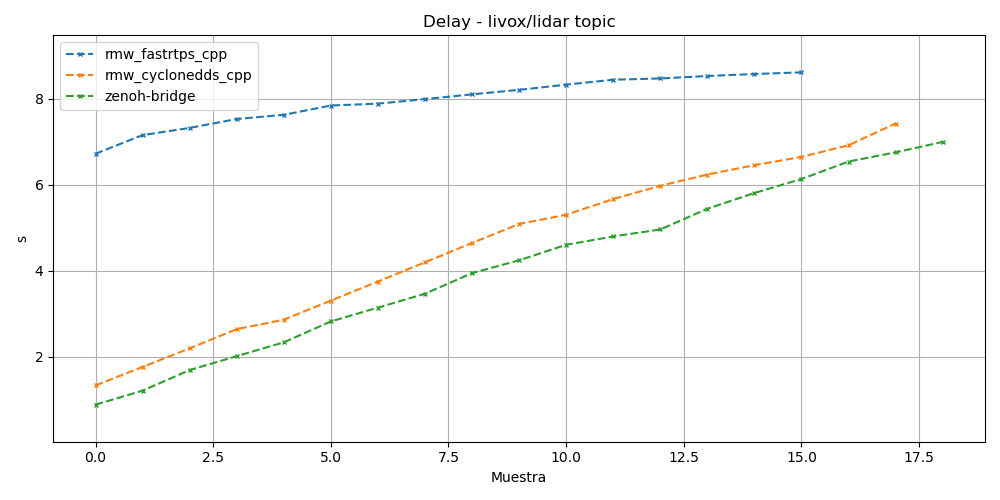 Delay - livox/lidar topic
rmw_fastrtps_cpp
rmw_cyclonedds_cpp
zenoh-bridge
8
6
4
2
s
0.0 2.5 5.0 7.5 10.0 12.5 15.0 17.5
Muestra